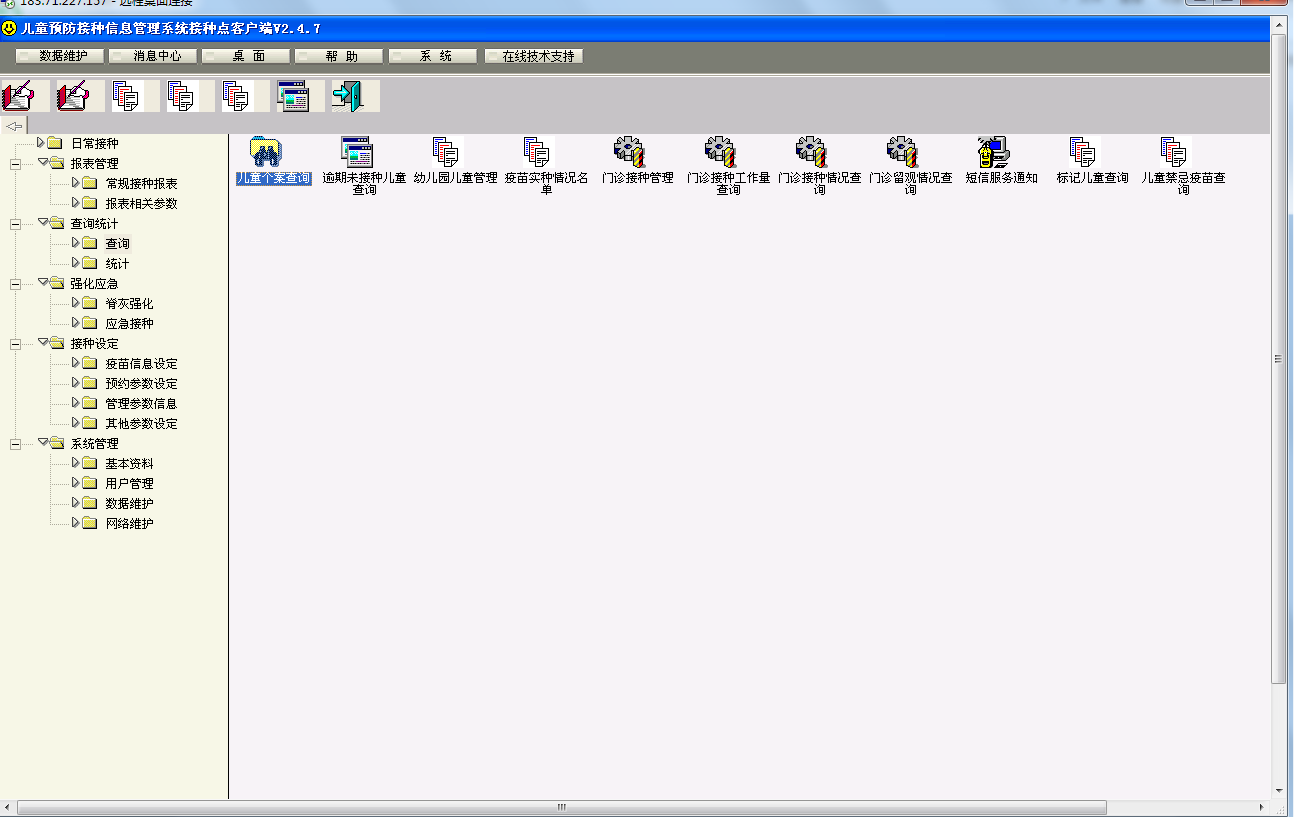 183.71.227.157 - 远程桌面连接
儿童预防接种信息管理系统接种点客户端V2.4.7
数据维护 消息中心 桌 面 帮 助 系 统 在线技术支持
日常接种
报表管理
常规接种报表
报表相关参数
查询统计
查询
统计
强化应急
脊灰强化
应急接种
接种设定
疫苗信息设定
预约参数设定
管理参数信息
其他参数设定
系统管理
基本资料
用户管理
数据维护
网络维护
儿童个案查询
逾期未接种儿童
查询
幼儿园儿童管理
疫苗实种情况名
单
门诊接种管理
门诊接种工作量
查询
门诊接种情况查
询
门诊留观情况查
询
短信服务通知
标记儿童查询
儿童禁忌疫苗查
询